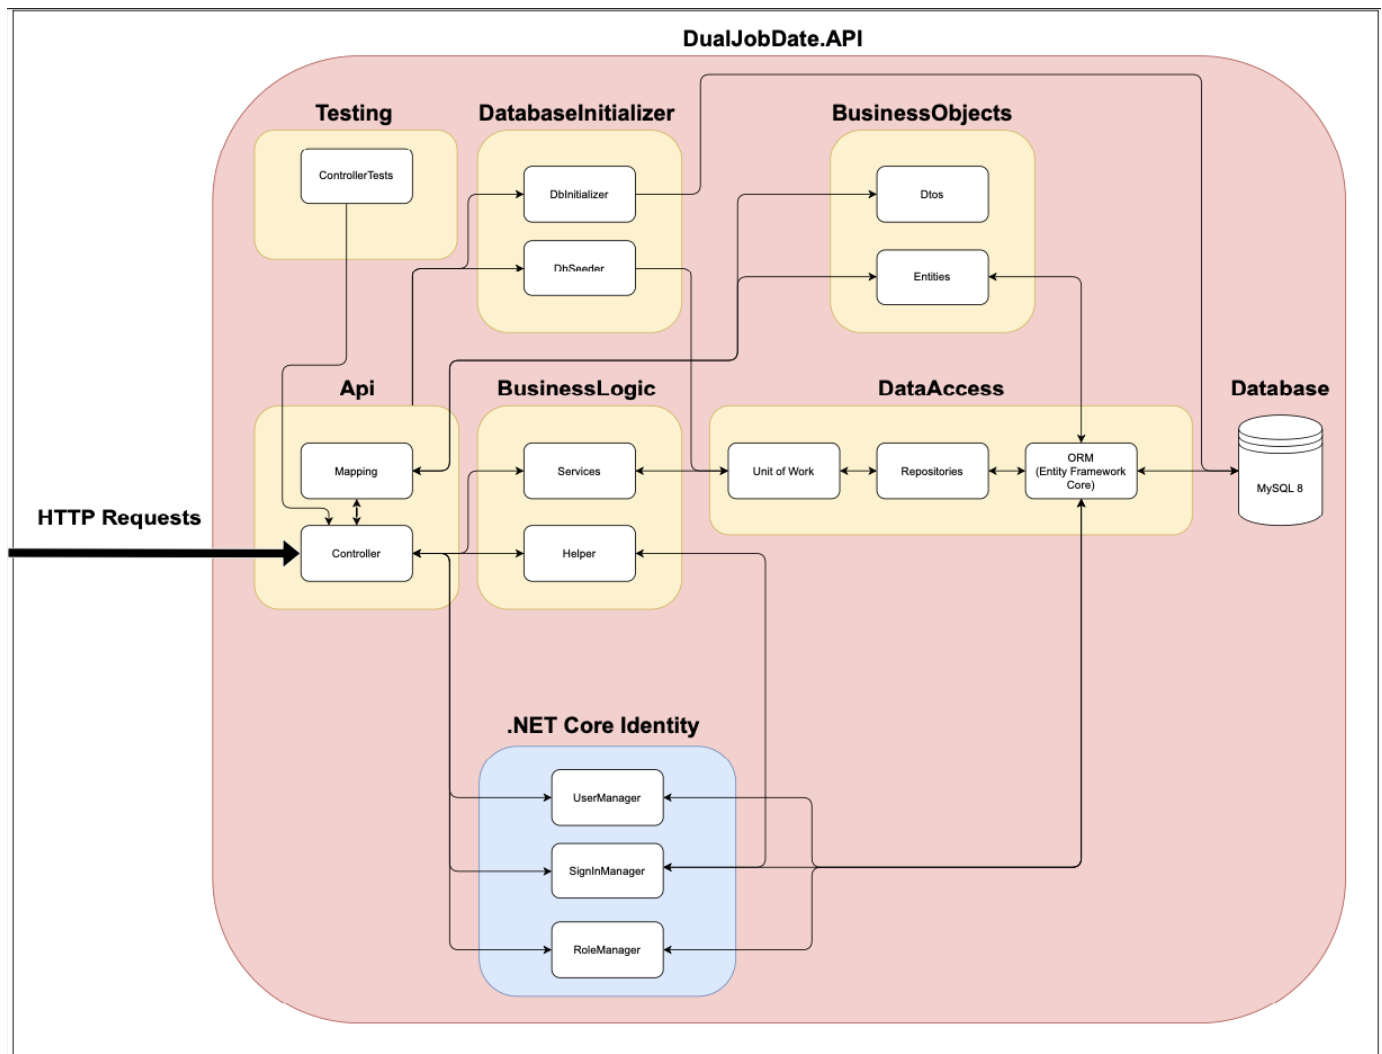 DualJobDate.API
Testing
DatabaseInitializer
BusinessObjects
ControllerTests
DbInitializer
Dtos
DbSeeder
Entities
Api
BusinessLogic
DataAccess
Database
Mapping
Services
Unit of Work
Repositories
ORM
(Entity Framework
Core)
MySQL 8
HTTP Requests
Controller
Helper
.NET Core Identity
UserManager
SignInManager
RoleManager